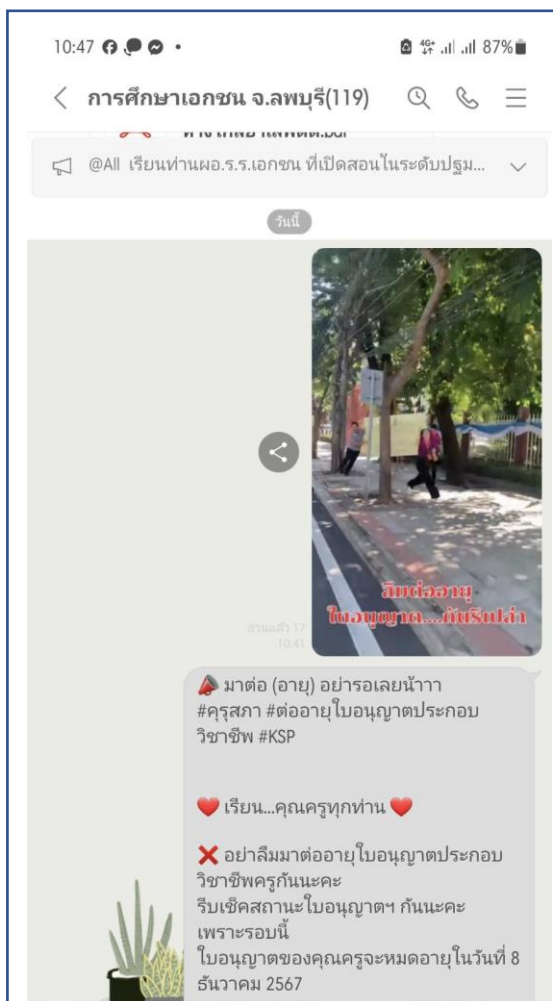 10:47
4G+
87%
การศึกษาเอกชน จ.ลพบุรี(119)
@All เรียนท่านผอ.ร.ร.เอกชน ที่เปิดสอนในระดับปฐม...
วันนี้
ลืมต่ออายุ
ใบอนุญาต....กันรึเปล่า
อ่านแล้ว 17
10:41
📣 มาต่อ (อายุ) อย่ารอเลยน้าาา
#คุรุสภา #ต่ออายุใบอนุญาตประกอบ
วิชาชีพ #KSP
❤️ เรียน...คุณครูทุกท่าน ❤️
❌ อย่าลืมมาต่ออายุใบอนุญาตประกอบ
วิชาชีพครูกันนะคะ
รีบเช็คสถานะใบอนุญาตฯ กันนะคะ
เพราะรอบนี้
ใบอนุญาตของคุณครูจะหมดอายุในวันที่ 8
ธันวาคม 2567